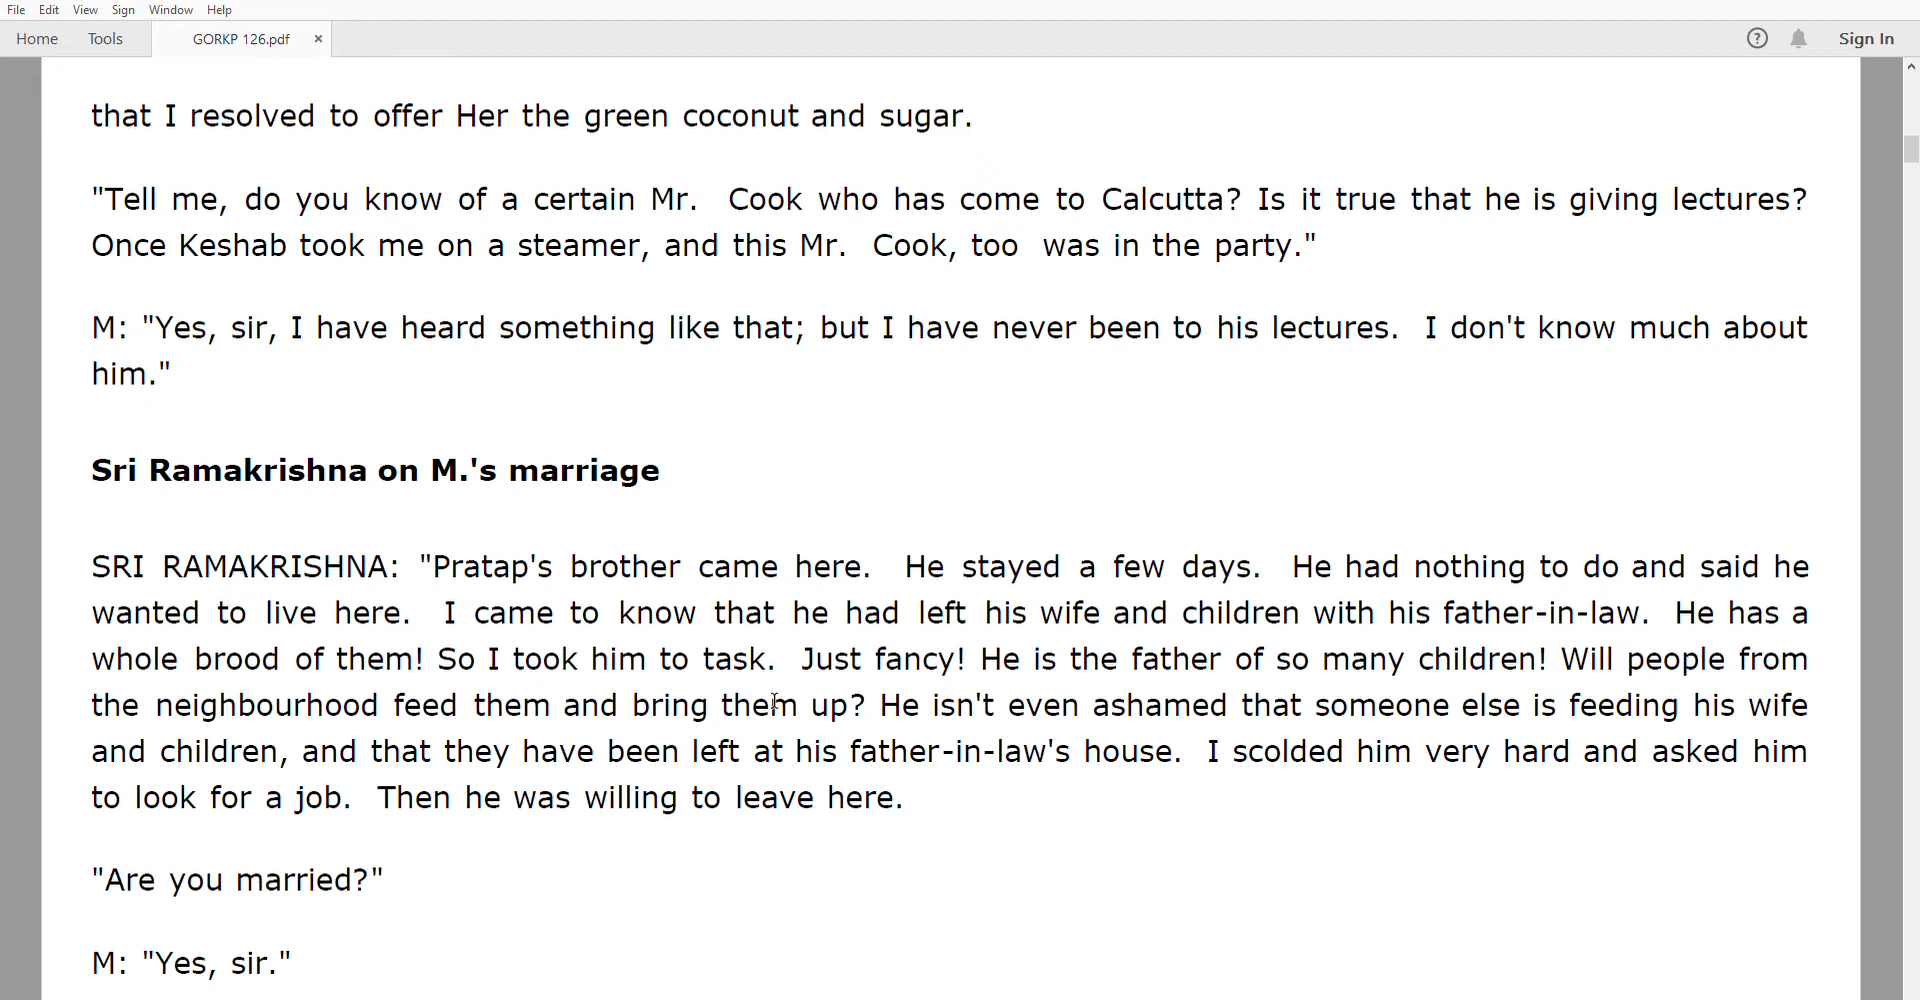 File Edit View Sign Window Help
Home Tools GORKP 126.pdf × ? Sign In
that I resolved to offer Her the green coconut and sugar.
"Tell me, do you know of a certain Mr. Cook who has come to Calcutta? Is it true that he is giving lectures?
Once Keshab took me on a steamer, and this Mr. Cook, too was in the party."
M: "Yes, sir, I have heard something like that; but I have never been to his lectures. I don't know much about
him."
Sri Ramakrishna on M.'s marriage
SRI RAMAKRISHNA: "Pratap's brother came here. He stayed a few days. He had nothing to do and said he
wanted to live here. I came to know that he had left his wife and children with his father-in-law. He has a
whole brood of them! So I took him to task. Just fancy! He is the father of so many children! Will people from
the neighbourhood feed them and bring them up? He isn't even ashamed that someone else is feeding his wife
and children, and that they have been left at his father-in-law's house. I scolded him very hard and asked him
to look for a job. Then he was willing to leave here.
"Are you married?"
M: "Yes, sir."